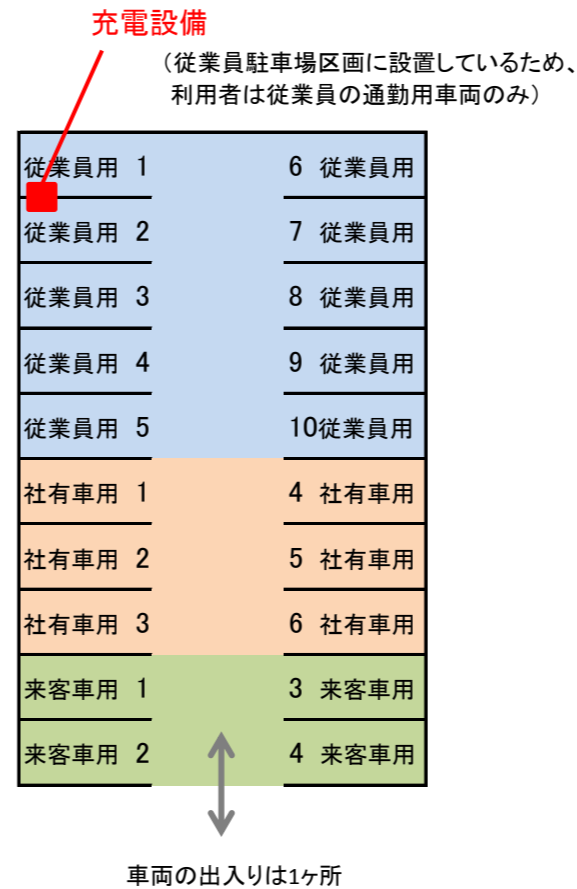 充電設備
（従業員駐車場区画に設置しているため、
利用者は従業員の通勤用車両のみ）
従業員用 1 6 従業員用
従業員用 2 7 従業員用
従業員用 3 8 従業員用
従業員用 4 9 従業員用
従業員用 5 10従業員用
社有車用 1 4 社有車用
社有車用 2 5 社有車用
社有車用 3 6 社有車用
来客車用 1 3 来客車用
来客車用 2 4 来客車用
車両の出入りは1ヶ所